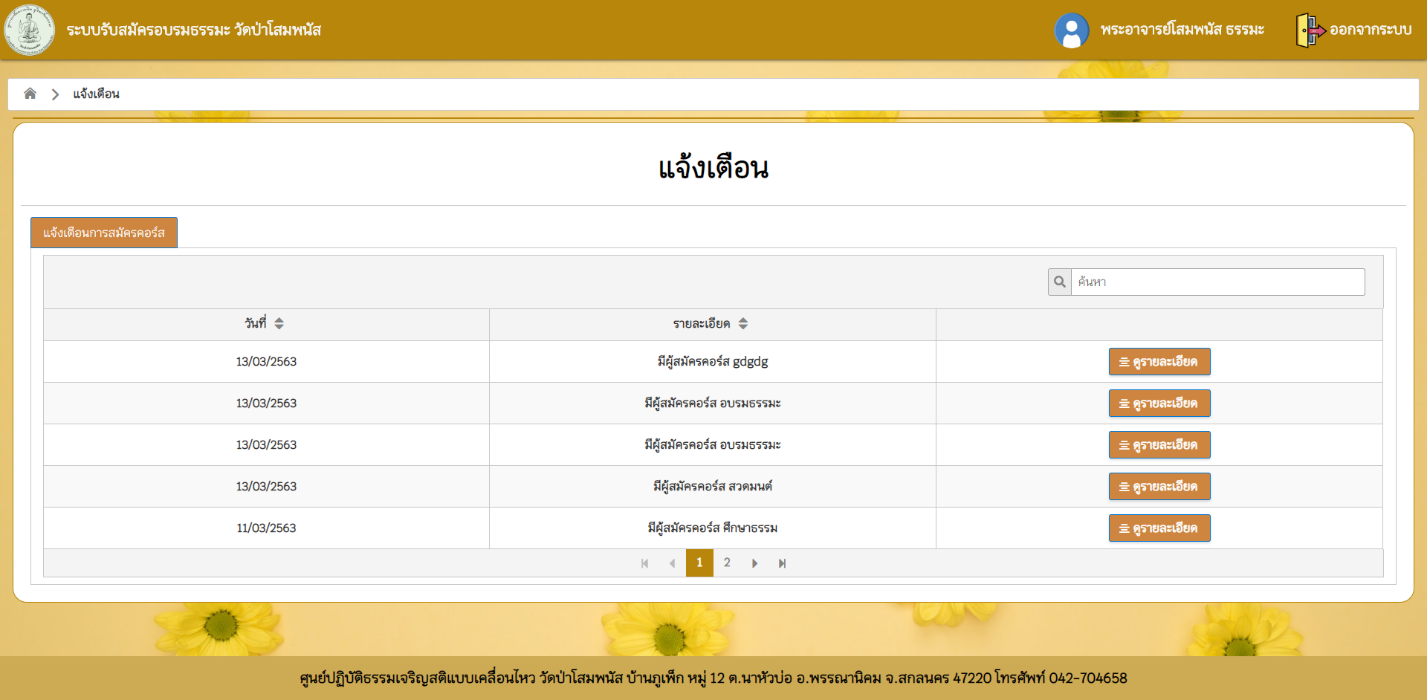 ระบบรับสมัครอบรมธรรมะ วัดป่าโสมพนัส
พระอาจารย์โสมพนัส ธรรมะ
ออกจากระบบ
แจ้งเตือน
แจ้งเตือน
แจ้งเตือนการสมัครคอร์ส
ค้นหา
วันที่ รายละเอียด
13/03/2563 มีผู้สมัครคอร์ส gdgdg ดูรายละเอียด
13/03/2563 มีผู้สมัครคอร์ส อบรมธรรมะ ดูรายละเอียด
13/03/2563 มีผู้สมัครคอร์ส อบรมธรรมะ ดูรายละเอียด
13/03/2563 มีผู้สมัครคอร์ส สวดมนต์ ดูรายละเอียด
11/03/2563 มีผู้สมัครคอร์ส ศึกษาธรรม ดูรายละเอียด
1 2
ศูนย์ปฏิบัติธรรมเจริญสติแบบเคลื่อนไหว วัดป่าโสมพนัส บ้านภูเพ็ก หมู่ 12 ต.นาหัวบ่อ อ.พรรณานิคม จ.สกลนคร 47220 โทรศัพท์ 042-704658